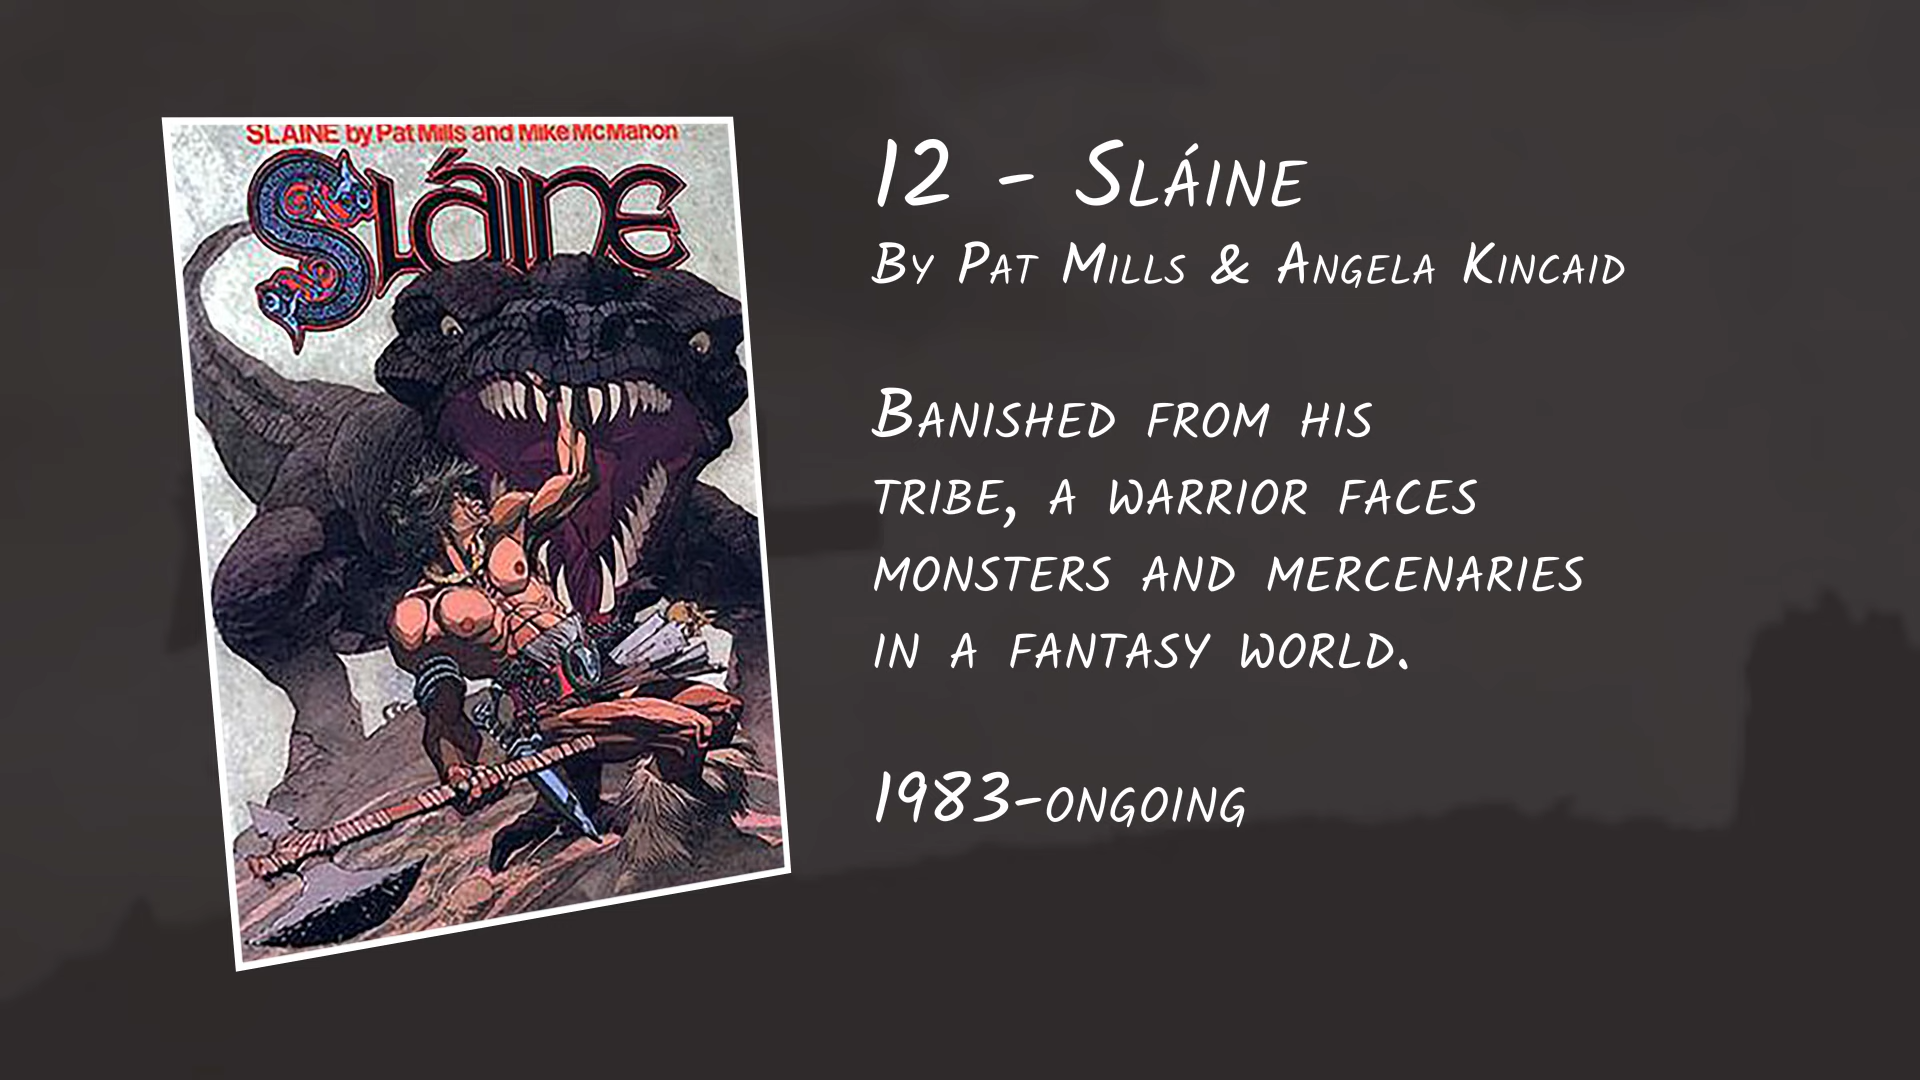 SLAINE by Pat Mills and Mike McMahon
Sláine
12 - Sláine
By Pat Mills & Angela Kincaid
Banished from his
tribe, a warrior faces
monsters and mercenaries
in a fantasy world.
1983-ongoing